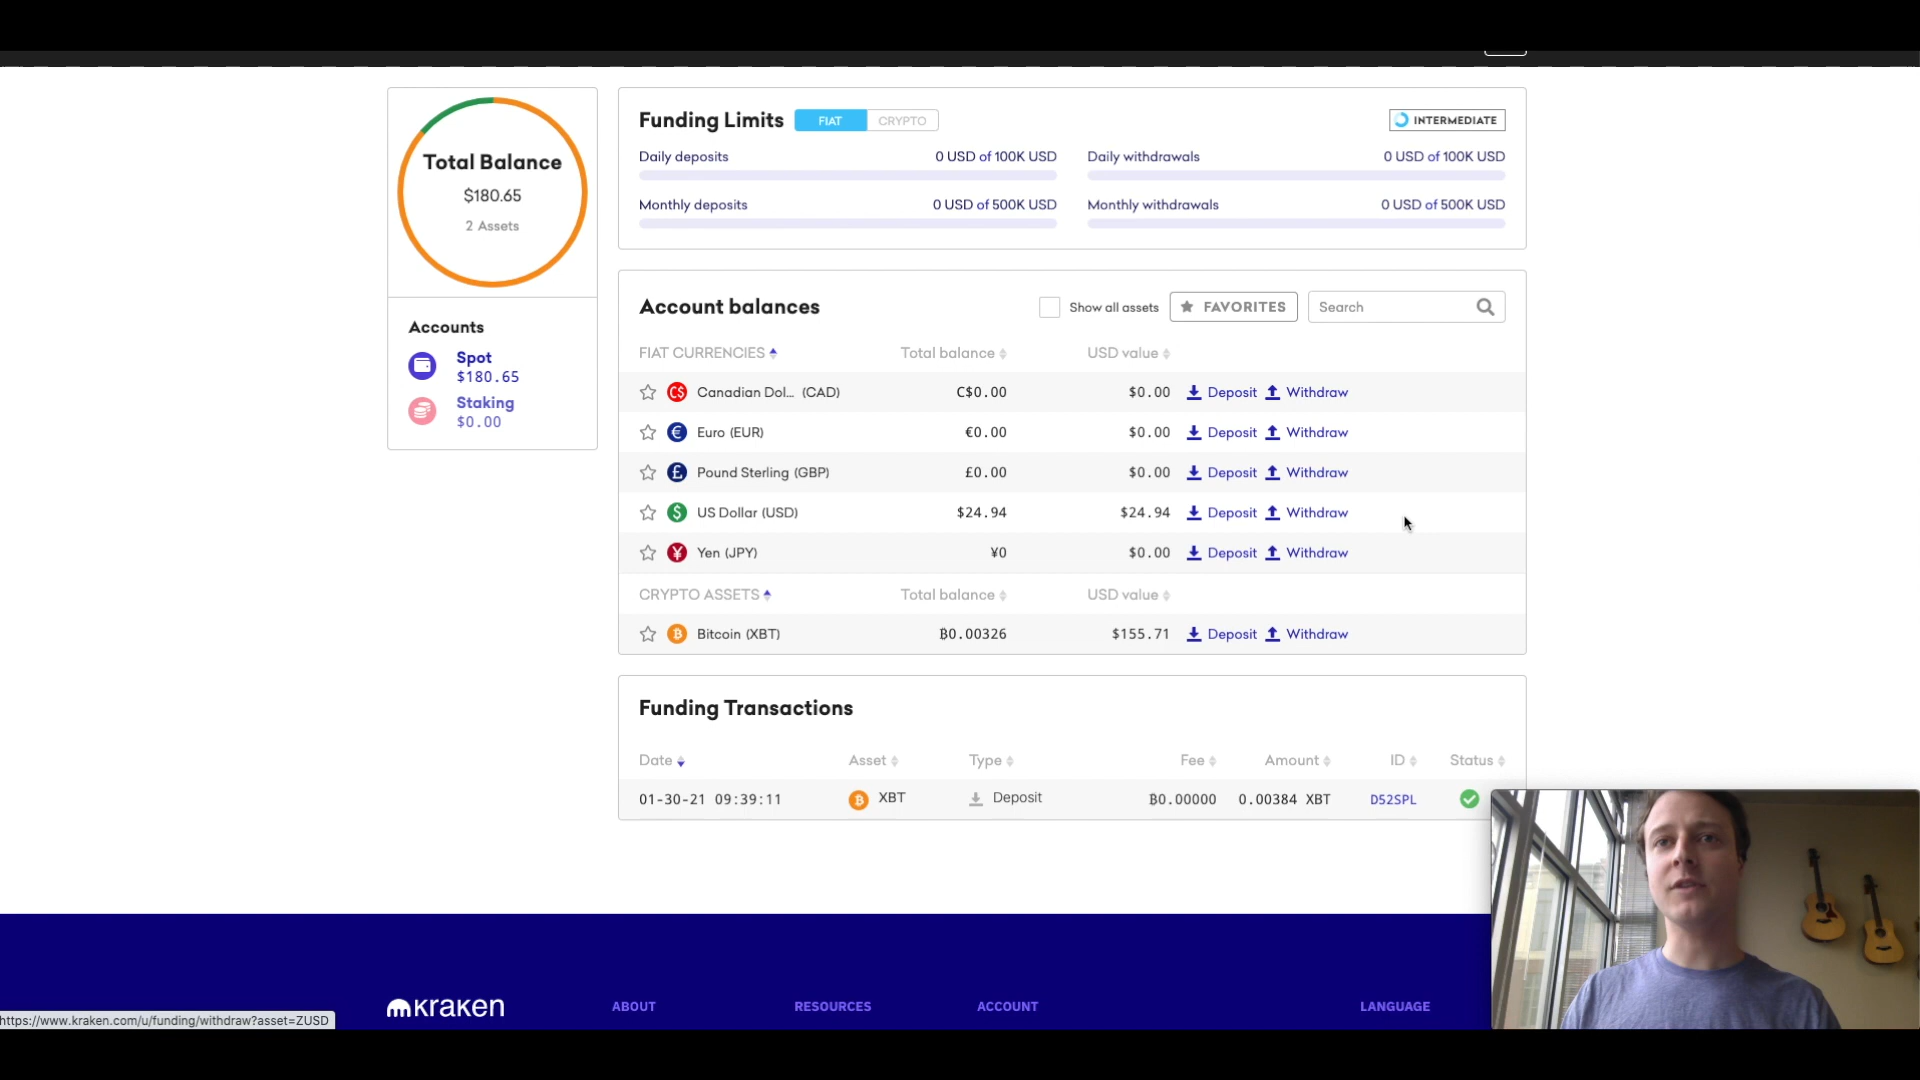 Total Balance
$180.65
2 Assets
Accounts
Spot
$180.65
Staking
$0.00
Funding Limits FIAT CRYPTO INTERMEDIATE
Daily deposits 0 USD of 100K USD Daily withdrawals 0 USD of 100K USD
Monthly deposits 0 USD of 500K USD Monthly withdrawals 0 USD of 500K USD
Account balances Show all assets FAVORITES Search
FIAT CURRENCIES Total balance USD value
C$ Canadian Dol... (CAD) C$0.00 $0.00 Deposit Withdraw
€ Euro (EUR) €0.00 $0.00 Deposit Withdraw
£ Pound Sterling (GBP) £0.00 $0.00 Deposit Withdraw
$ US Dollar (USD) $24.94 $24.94 Deposit Withdraw
¥ Yen (JPY) ¥0 $0.00 Deposit Withdraw
CRYPTO ASSETS Total balance USD value
₿ Bitcoin (XBT) ₿0.00326 $155.71 Deposit Withdraw
Funding Transactions
Date Asset Type Fee Amount ID Status
01-30-21 09:39:11 ₿ XBT Deposit ₿0.00000 0.00384 XBT D52SPL
kraken ABOUT RESOURCES ACCOUNT LANGUAGE
https://www.kraken.com/u/funding/withdraw?asset=ZUSD